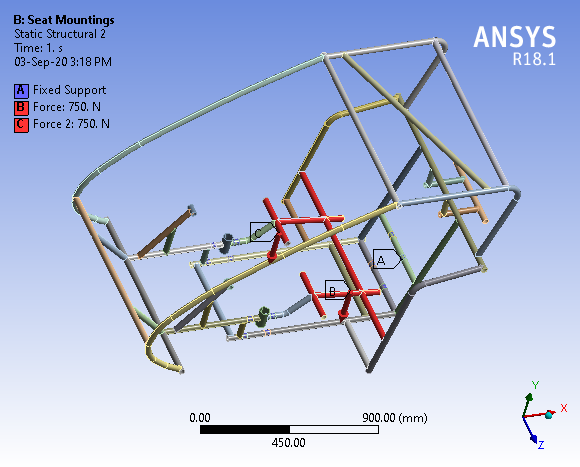 B: Seat Mountings
Static Structural 2
Time: 1. s
03-Sep-20 3:18 PM
A Fixed Support
B Force: 750. N
C Force 2: 750. N
ANSYS
R18.1
C
A
B
0.00 900.00 (mm)
450.00
Y
X
Z